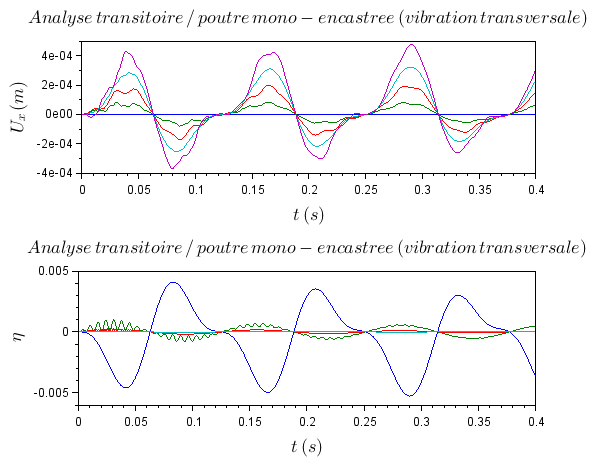 Analyse transitoire / poutre mono − encastree (vibration transversale)
4e-04
2e-04
0e00
-2e-04
-4e-04
U_x (m)
0 0.05 0.1 0.15 0.2 0.25 0.3 0.35 0.4
t (s)
Analyse transitoire / poutre mono − encastree (vibration transversale)
0.005
0
-0.005
η
0 0.05 0.1 0.15 0.2 0.25 0.3 0.35 0.4
t (s)